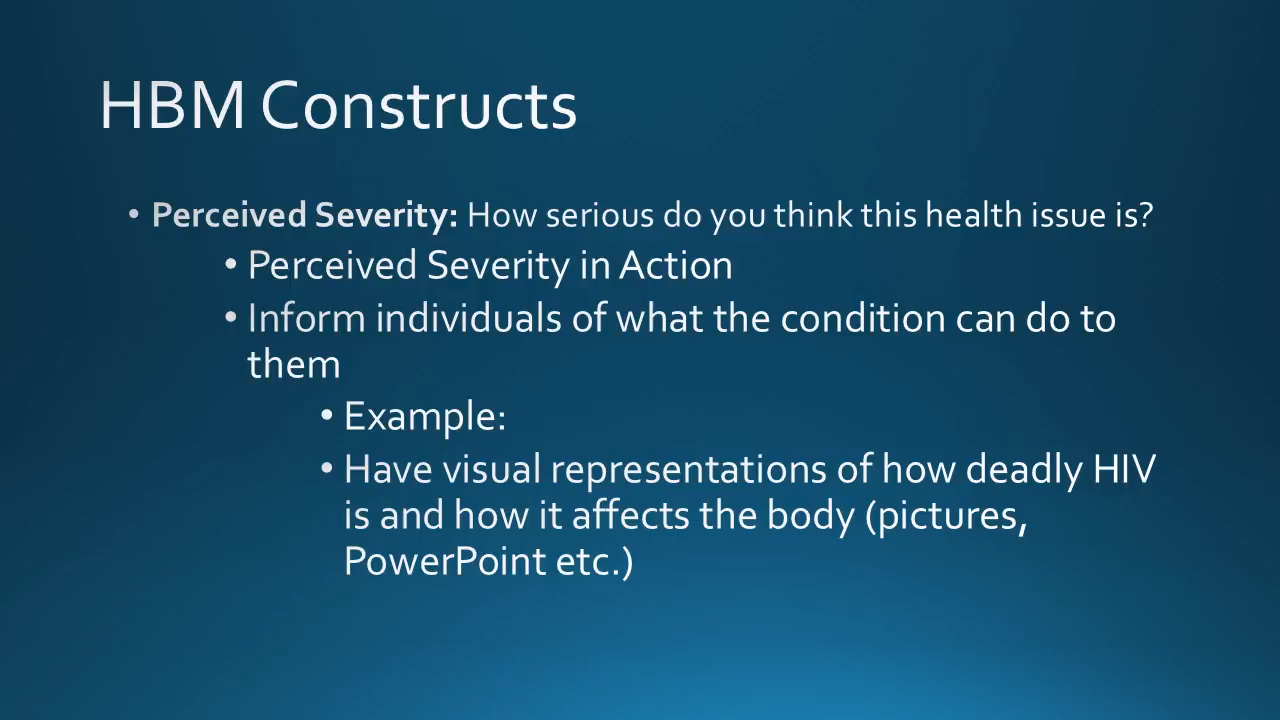 HBM Constructs
• Perceived Severity: How serious do you think this health issue is?
• Perceived Severity in Action
• Inform individuals of what the condition can do to
them
• Example:
• Have visual representations of how deadly HIV
is and how it affects the body (pictures,
PowerPoint etc.)